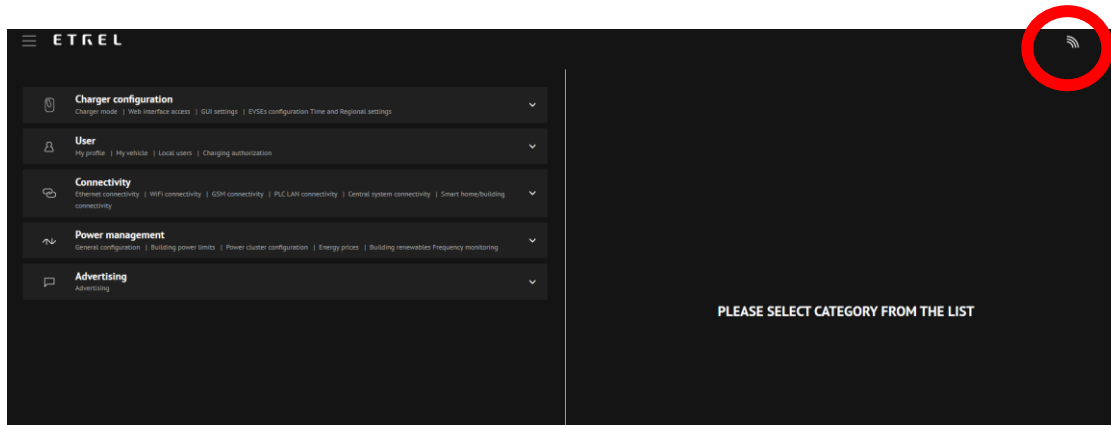 ETREL
Charger configuration
Charger mode | Web interface access | GUI settings | EVSEs configuration Time and Regional settings
User
My profile | My vehicle | Local users | Charging authorization
Connectivity
Ethernet connectivity | WiFi connectivity | GSM connectivity | PLC LAN connectivity | Central system connectivity | Smart home/building
connectivity
Power management
General configuration | Building power limits | Power cluster configuration | Energy prices | Building renewables Frequency monitoring
Advertising
Advertising
PLEASE SELECT CATEGORY FROM THE LIST